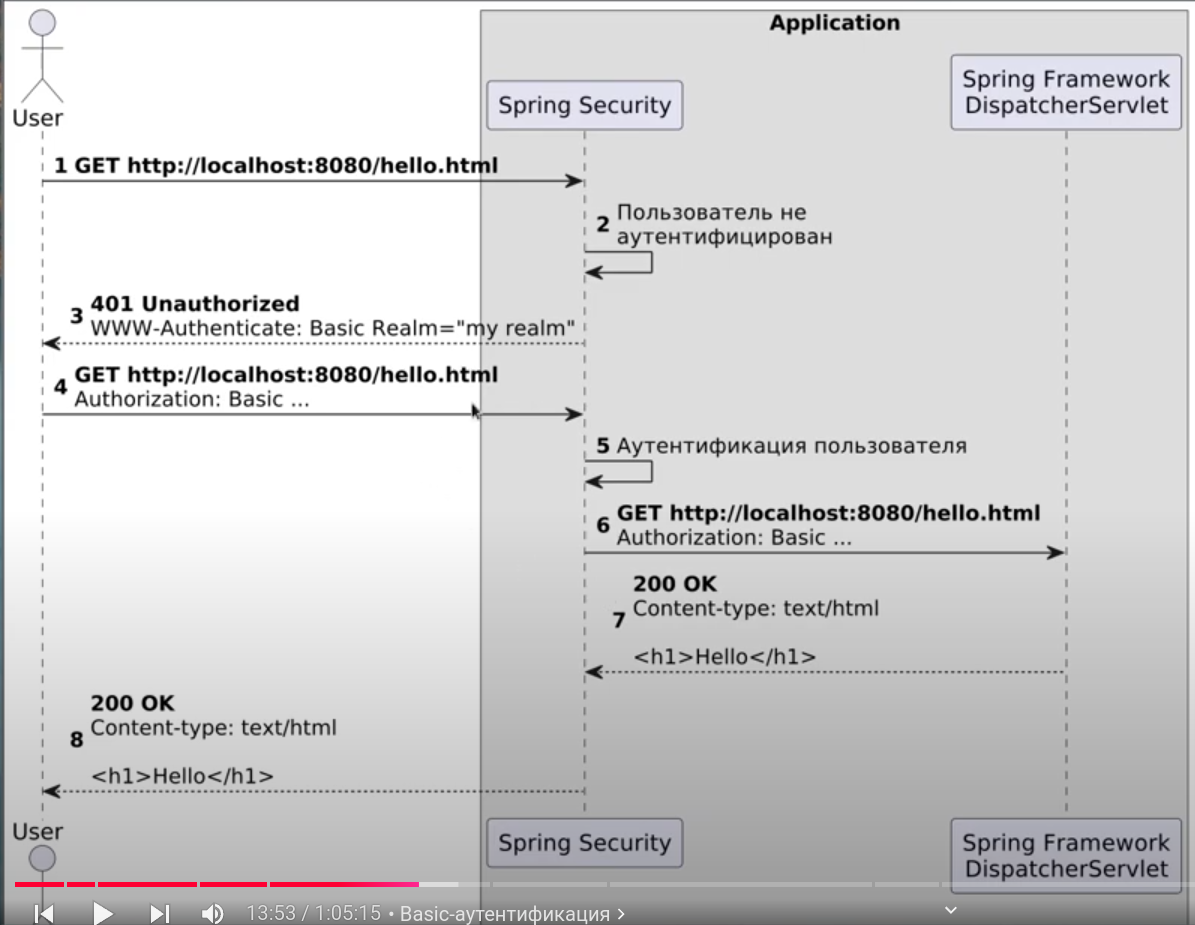 Application
Spring Framework
DispatcherServlet
Spring Security
User
1 GET http://localhost:8080/hello.html
2 Пользователь не
аутентифицирован
3 401 Unauthorized
WWW-Authenticate: Basic Realm="my realm"
4 GET http://localhost:8080/hello.html
Authorization: Basic ...
5 Аутентификация пользователя
6 GET http://localhost:8080/hello.html
Authorization: Basic ...
7 200 OK
Content-type: text/html
<h1>Hello</h1>
8 200 OK
Content-type: text/html
<h1>Hello</h1>
User
Spring Security
Spring Framework
DispatcherServlet
13:53 / 1:05:15 • Basic-аутентификация >